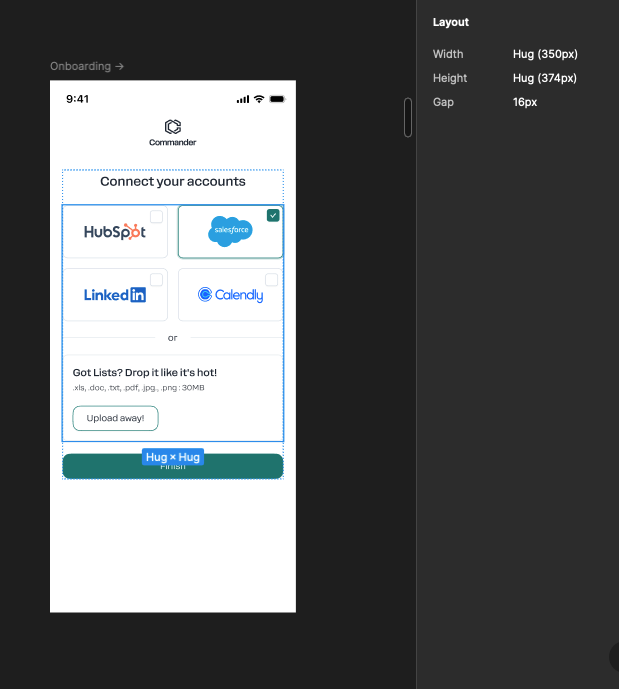 Layout
Width Hug (350px)
Height Hug (374px)
Gap 16px
Onboarding →
9:41
Commander
Connect your accounts
HubSpot
salesforce
Linkedin
Calendly
or
Got Lists? Drop it like it's hot!
.xls, .doc, .txt, .pdf, .jpg., .png : 30MB
Upload away!
Hug × Hug
Finish